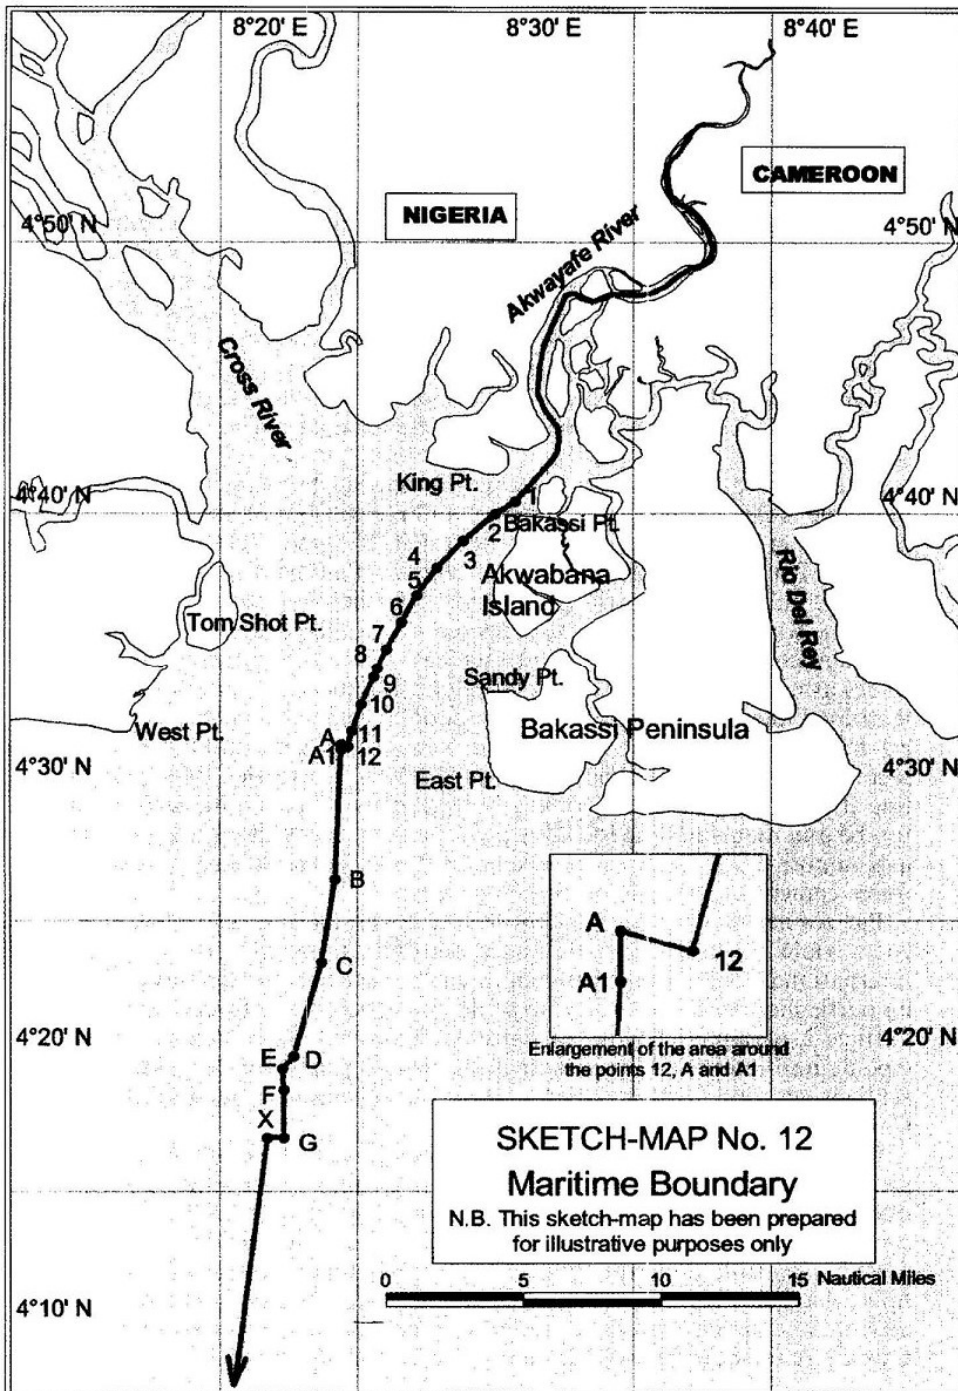 8°20' E
8°30' E
8°40' E
CAMEROON
NIGERIA
Akwayafe River
4°50' N
4°50' N
Cross River
King Pt.
4°40' N
4°40' N
1
2
Bakassi Pt.
3
4
Akwabana
Island
5
6
Rio Del Rey
Tom Shot Pt.
7
8
9
Sandy Pt.
10
West Pt.
11
Bakassi Peninsula
A
A1
12
4°30' N
4°30' N
East Pt.
B
A
12
C
A1
4°20' N
4°20' N
Enlargement of the area around
the points 12, A and A1
E
D
F
X
G
SKETCH-MAP No. 12
Maritime Boundary
N.B. This sketch-map has been prepared
for illustrative purposes only
0 5 10 15 Nautical Miles
4°10' N